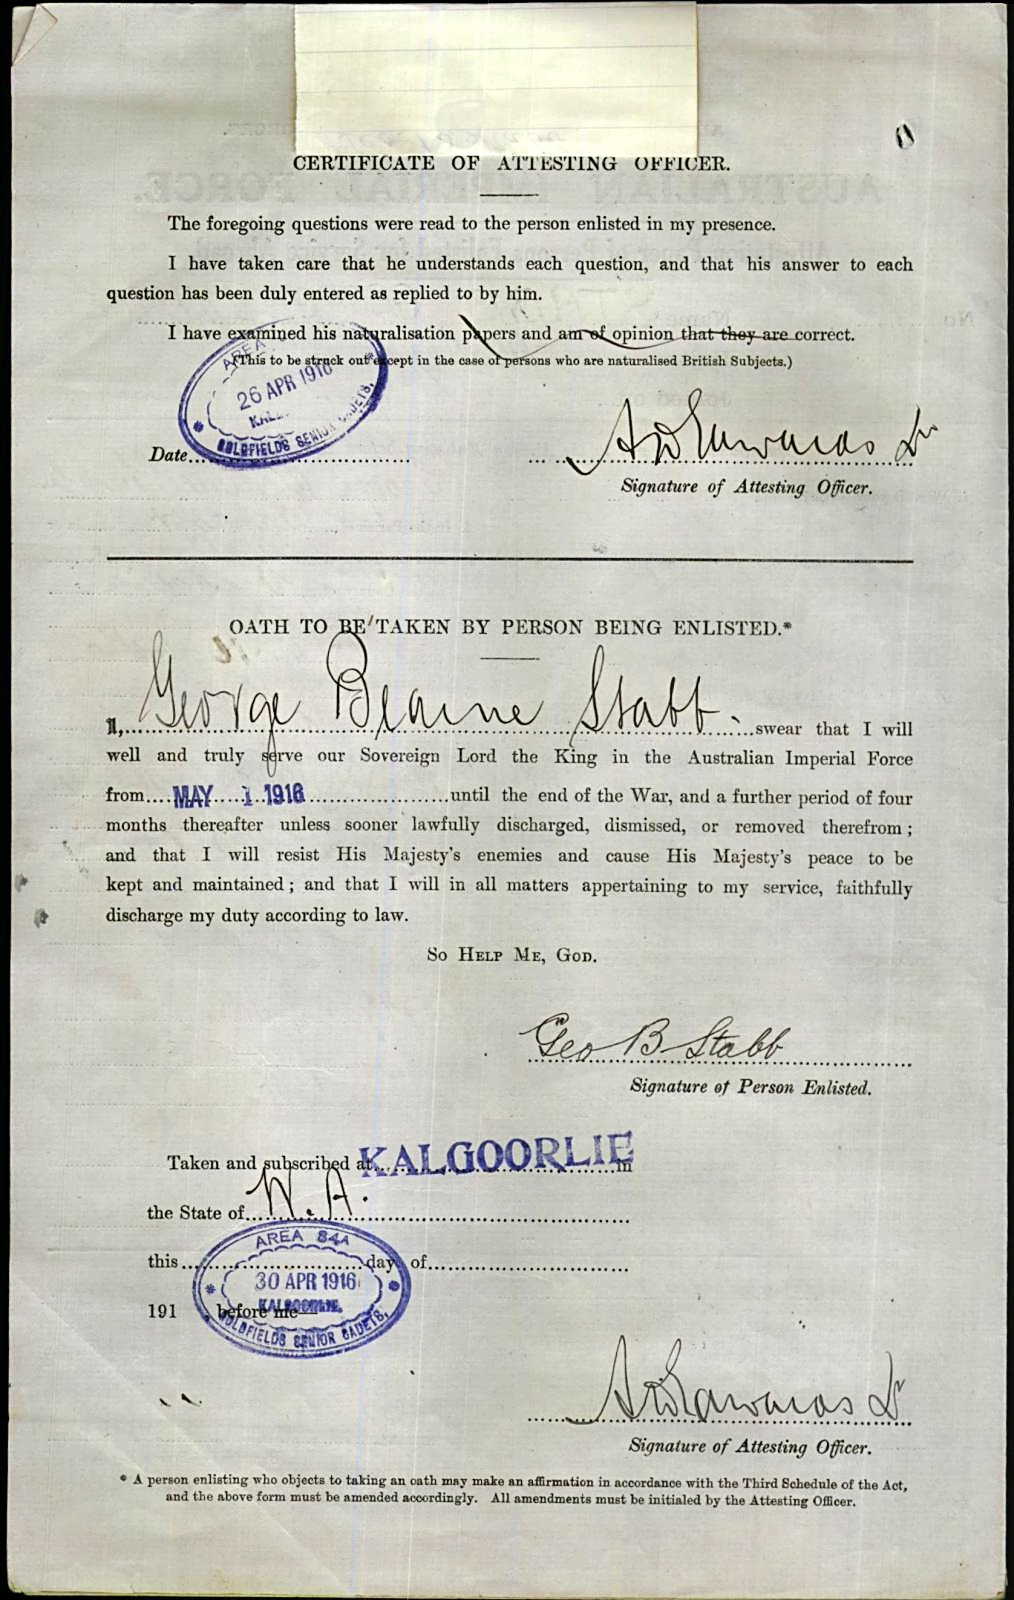 CERTIFICATE OF ATTESTING OFFICER.
The foregoing questions were read to the person enlisted in my presence.
I have taken care that he understands each question, and that his answer to each
question has been duly entered as replied to by him.
I have examined his naturalisation papers and am of opinion that they are correct.
(This to be struck out except in the case of persons who are naturalised British Subjects.)
AREA
26 APR 1916
GOLDFIELDS SENIOR CADETS,
Date
Signature of Attesting Officer.
OATH TO BE TAKEN BY PERSON BEING ENLISTED.*
I, George Blaine Stabb swear that I will
well and truly serve our Sovereign Lord the King in the Australian Imperial Force
from MAY 1 1916 until the end of the War, and a further period of four
months thereafter unless sooner lawfully discharged, dismissed, or removed therefrom;
and that I will resist His Majesty's enemies and cause His Majesty's peace to be
kept and maintained; and that I will in all matters appertaining to my service, faithfully
discharge my duty according to law.
So Help Me, God.
Geo B Stabb
Signature of Person Enlisted.
Taken and subscribed at KALGOORLIE in
the State of W.A.
AREA 84A
this day of
30 APR 1916
KALGOORLIE,
191 before me—
GOLDFIELDS SENIOR CADETS,
Signature of Attesting Officer.
* A person enlisting who objects to taking an oath may make an affirmation in accordance with the Third Schedule of the Act,
and the above form must be amended accordingly. All amendments must be initialed by the Attesting Officer.